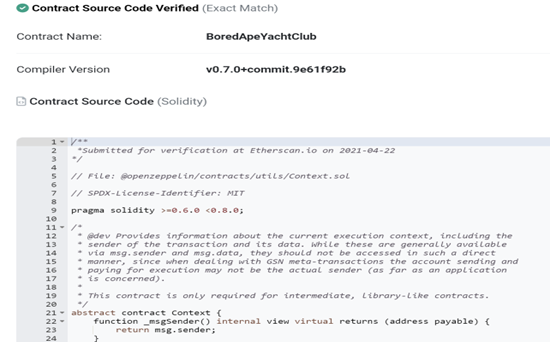 Contract Source Code Verified (Exact Match)
Contract Name: BoredApeYachtClub
Compiler Version v0.7.0+commit.9e61f92b
Contract Source Code (Solidity)
1 /**
2 *Submitted for verification at Etherscan.io on 2021-04-22
3 */
4
5 // File: @openzeppelin/contracts/utils/Context.sol
6
7 // SPDX-License-Identifier: MIT
8
9 pragma solidity >=0.6.0 <0.8.0;
10
11 /*
12 * @dev Provides information about the current execution context, including the
13 * sender of the transaction and its data. While these are generally available
14 * via msg.sender and msg.data, they should not be accessed in such a direct
15 * manner, since when dealing with GSN meta-transactions the account sending and
16 * paying for execution may not be the actual sender (as far as an application
17 * is concerned).
18 *
19 * This contract is only required for intermediate, library-like contracts.
20 */
21 abstract contract Context {
22 function _msgSender() internal view virtual returns (address payable) {
23 return msg.sender;
24 }